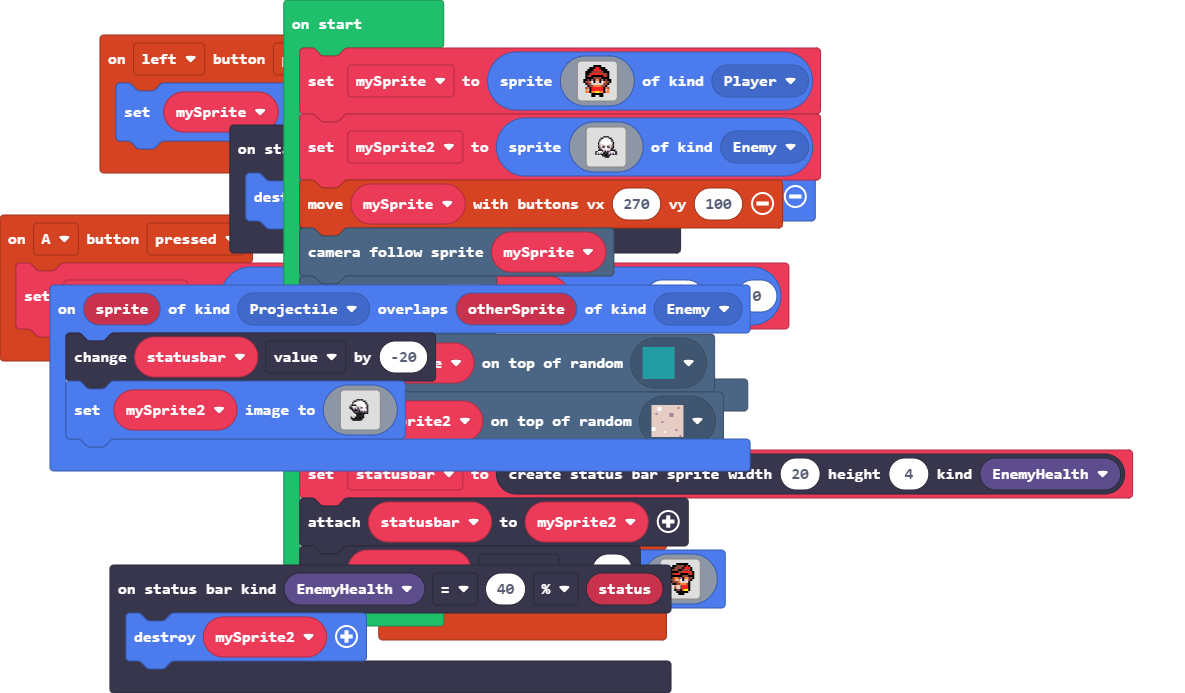 on start
on left button
set mySprite to sprite of kind Player
set mySprite
set mySprite2 to sprite of kind Enemy
move mySprite with buttons vx 270 vy 100
on A button pressed
camera follow sprite mySprite
set 0
on sprite of kind Projectile overlaps otherSprite of kind Enemy
change statusbar value by -20
on top of random
set mySprite2 image to
on top of random
set statusbar to create status bar sprite width 20 height 4 kind EnemyHealth
attach statusbar to mySprite2
on status bar kind EnemyHealth = 40 % status
destroy mySprite2